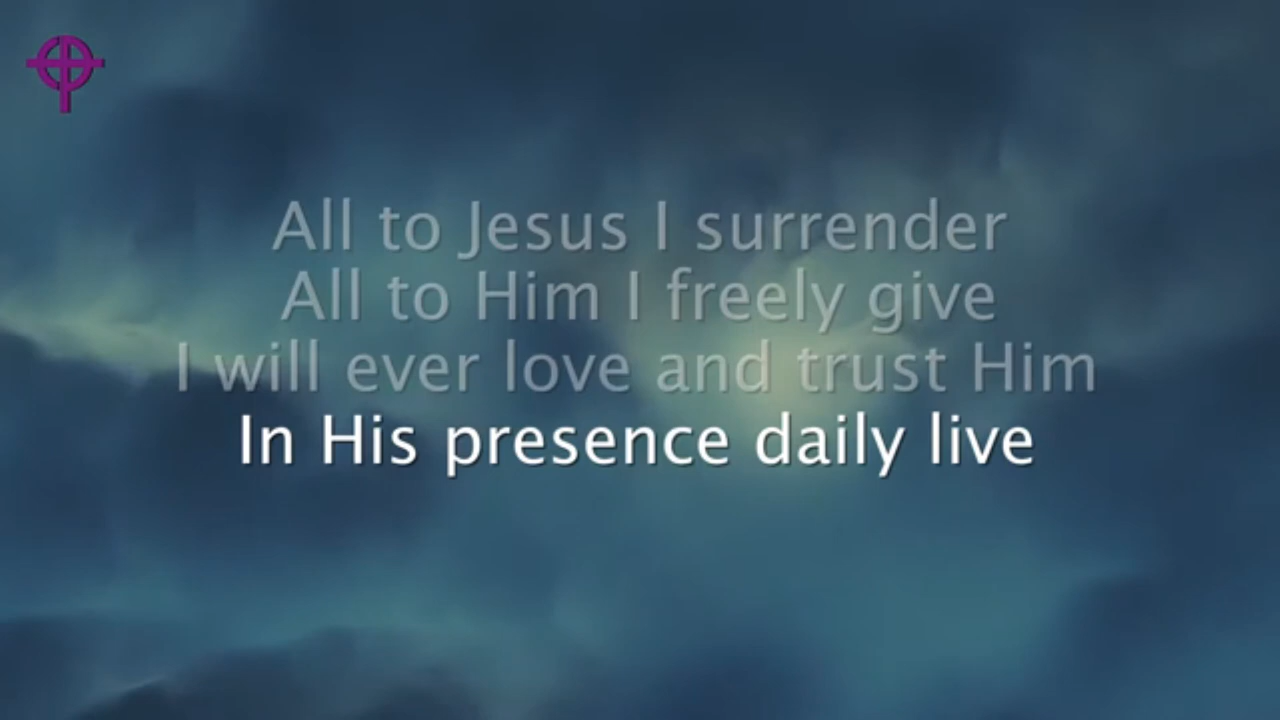 All to Jesus I surrender
All to Him I freely give
I will ever love and trust Him
In His presence daily live